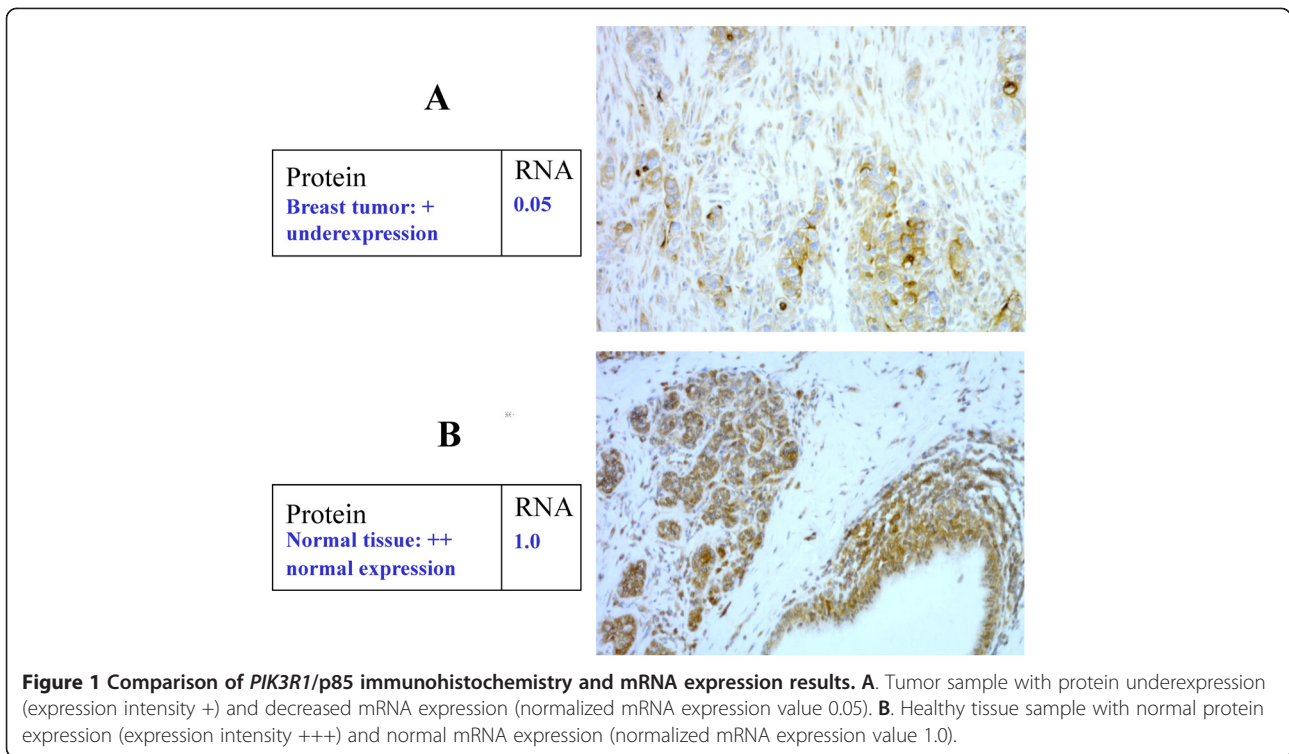 A
Protein
Breast tumor: +
underexpression
RNA
0.05
B
Protein
Normal tissue: ++
normal expression
RNA
1.0
Figure 1 Comparison of PIK3R1/p85 immunohistochemistry and mRNA expression results. A. Tumor sample with protein underexpression
(expression intensity +) and decreased mRNA expression (normalized mRNA expression value 0.05). B. Healthy tissue sample with normal protein
expression (expression intensity +++) and normal mRNA expression (normalized mRNA expression value 1.0).